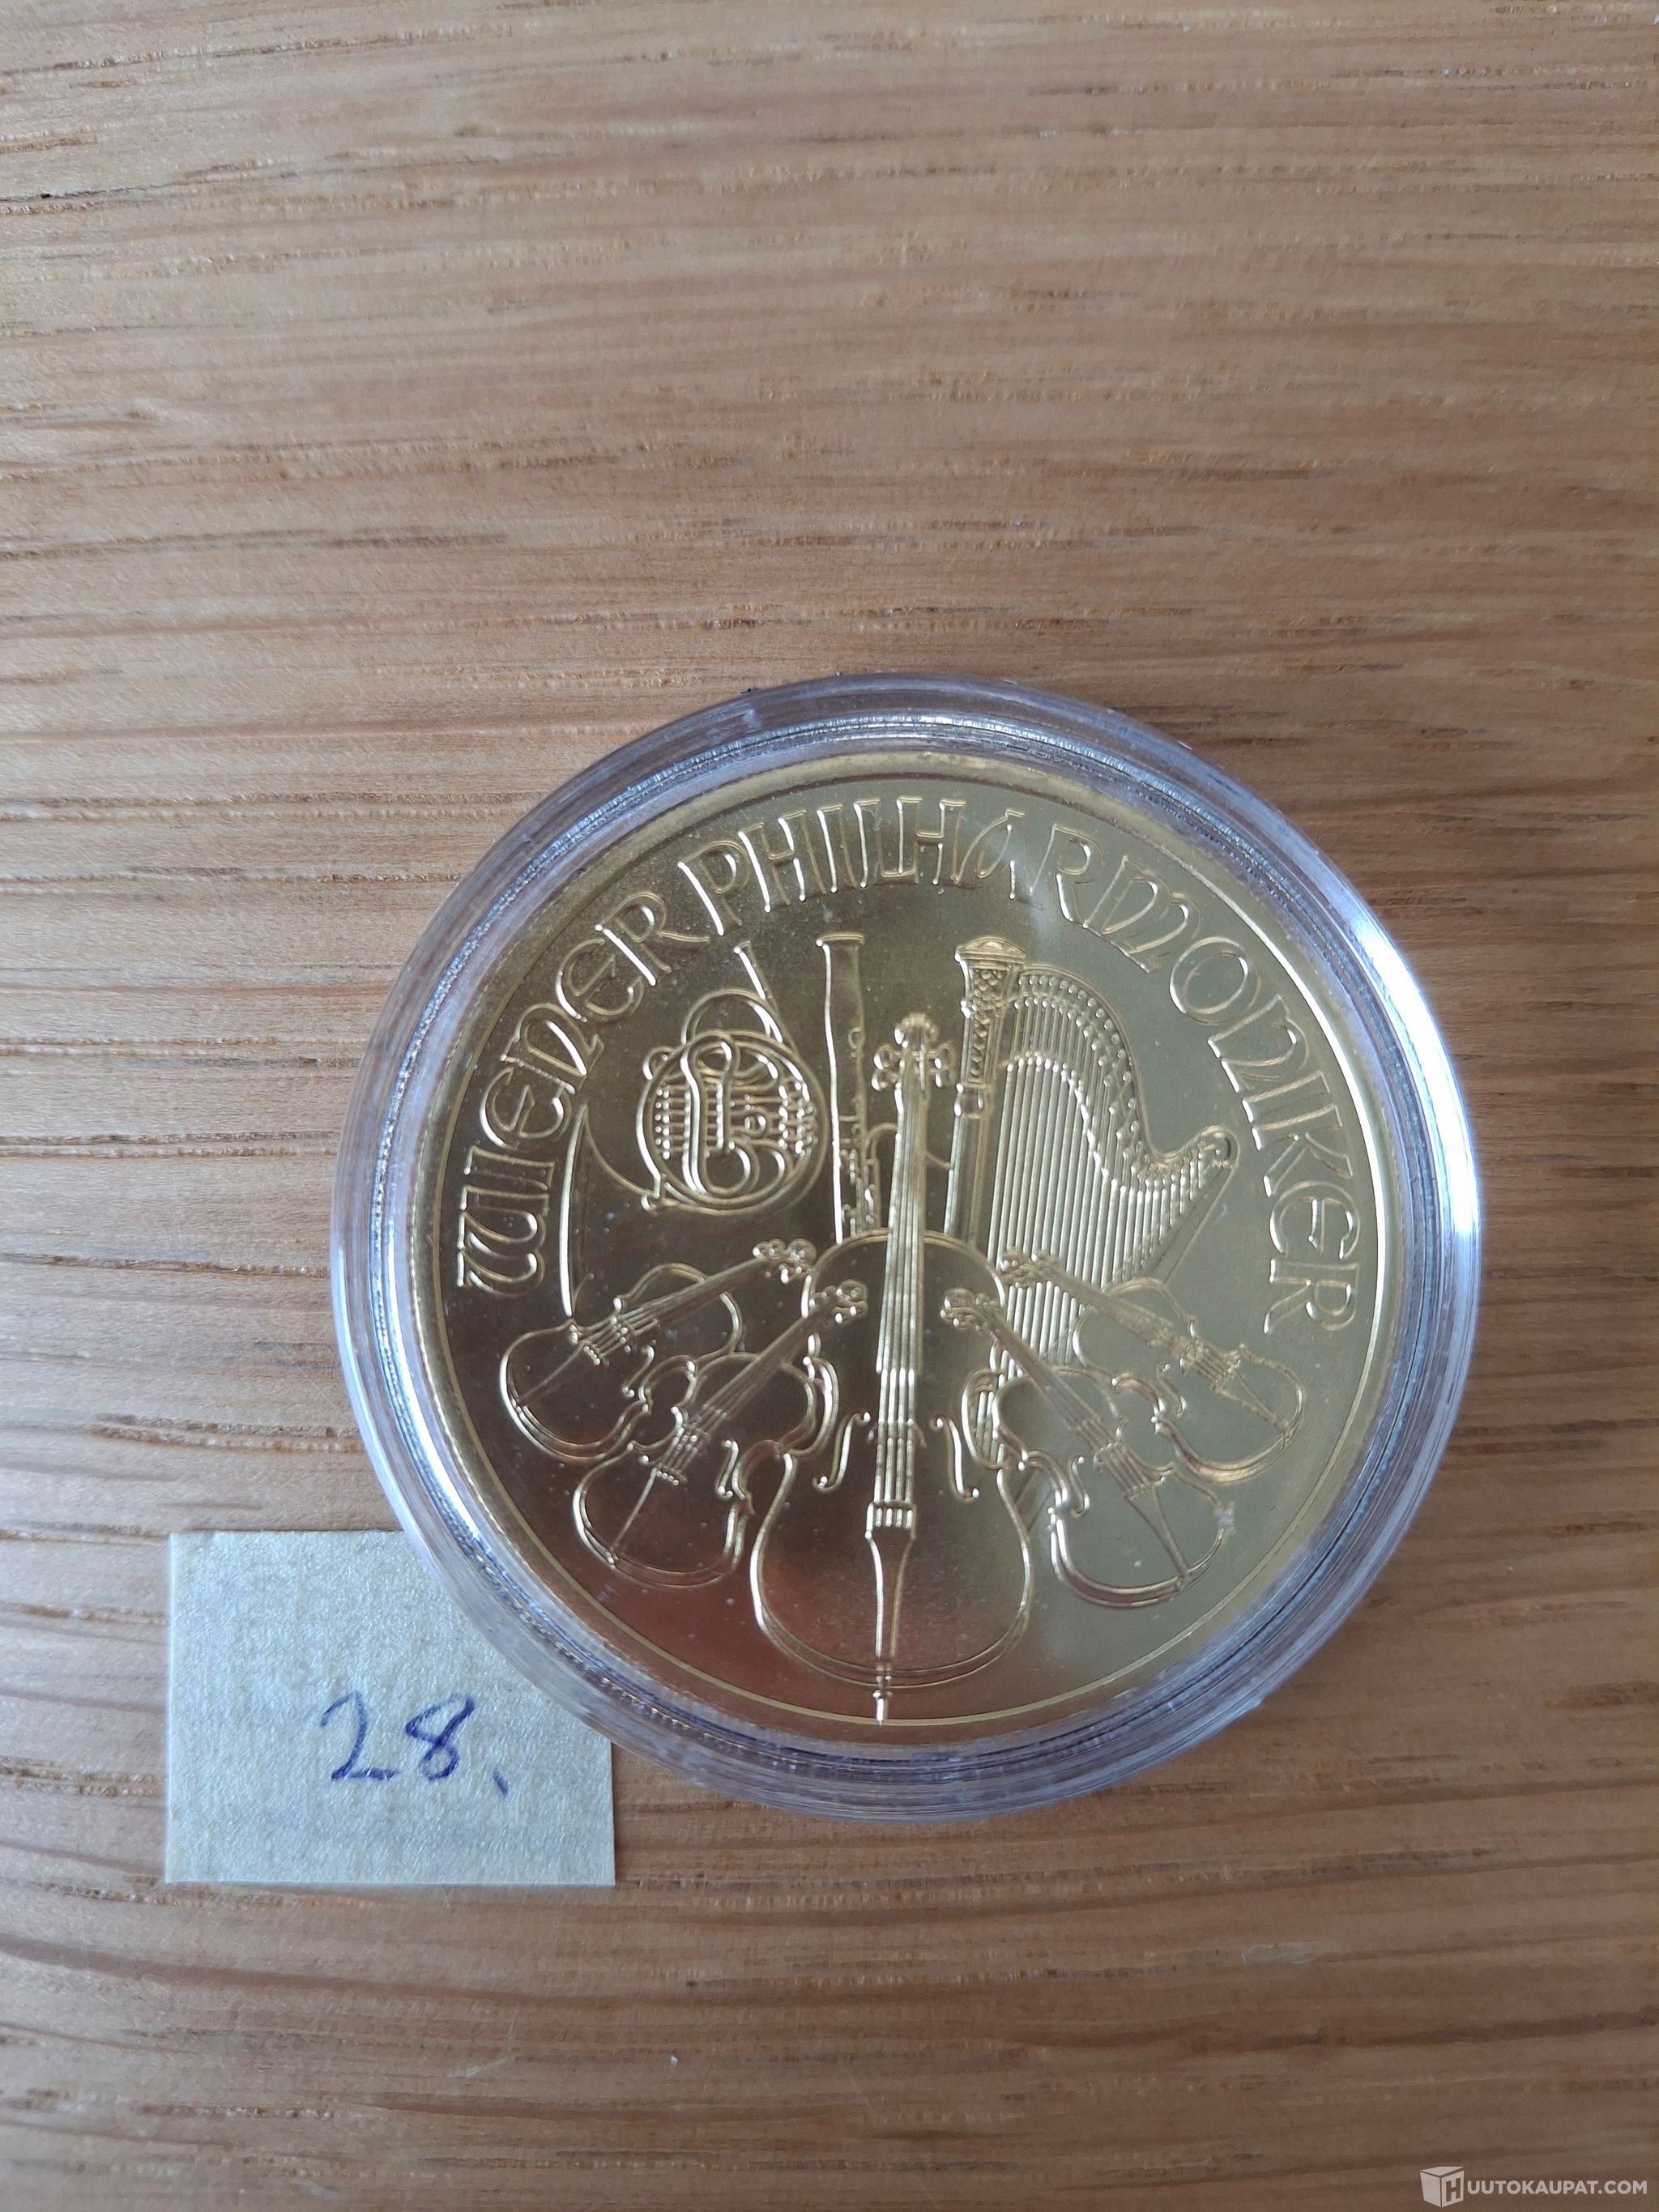 WIENER PHILHARMONIKER
28.
HUUTOKAUPAT.COM